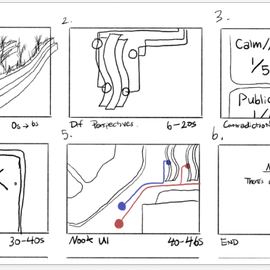 2.
3.
Calm/
1/5
Public
0s → 6s
Dif Perspectives.
6-20s
Contradiction
5.
6.
K.
30-40s
Nook UI
40-46s
END